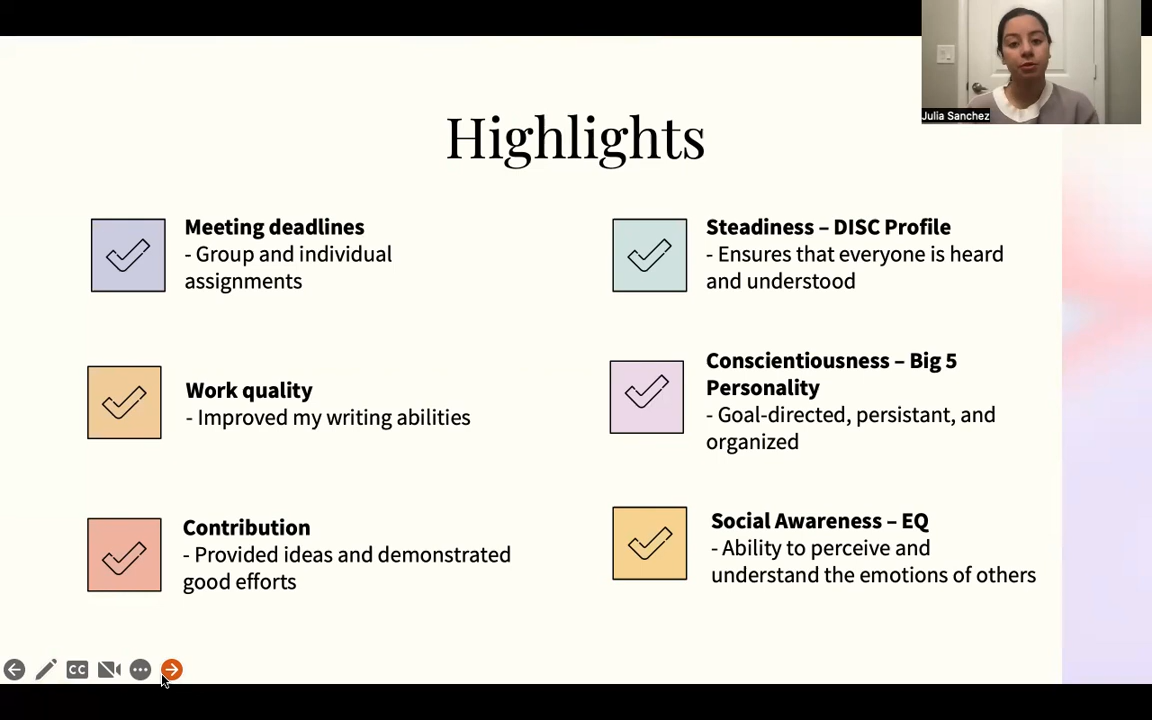 Julia Sanchez
Highlights
Meeting deadlines
- Group and individual
assignments
Work quality
- Improved my writing abilities
Contribution
- Provided ideas and demonstrated
good efforts
Steadiness – DISC Profile
- Ensures that everyone is heard
and understood
Conscientiousness – Big 5
Personality
- Goal-directed, persistant, and
organized
Social Awareness – EQ
- Ability to perceive and
understand the emotions of others
CC